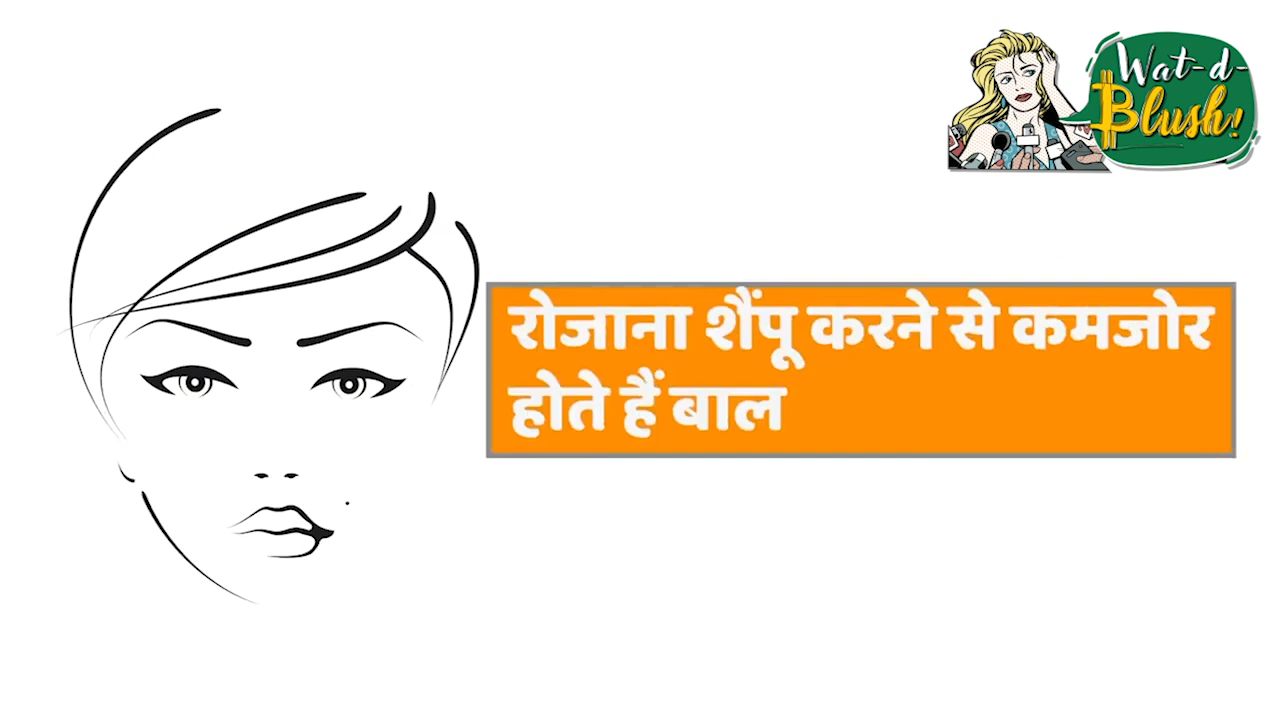 Wat-d-
Blush!
रोजाना शैंपू करने से कमजोर
होते हैं बाल